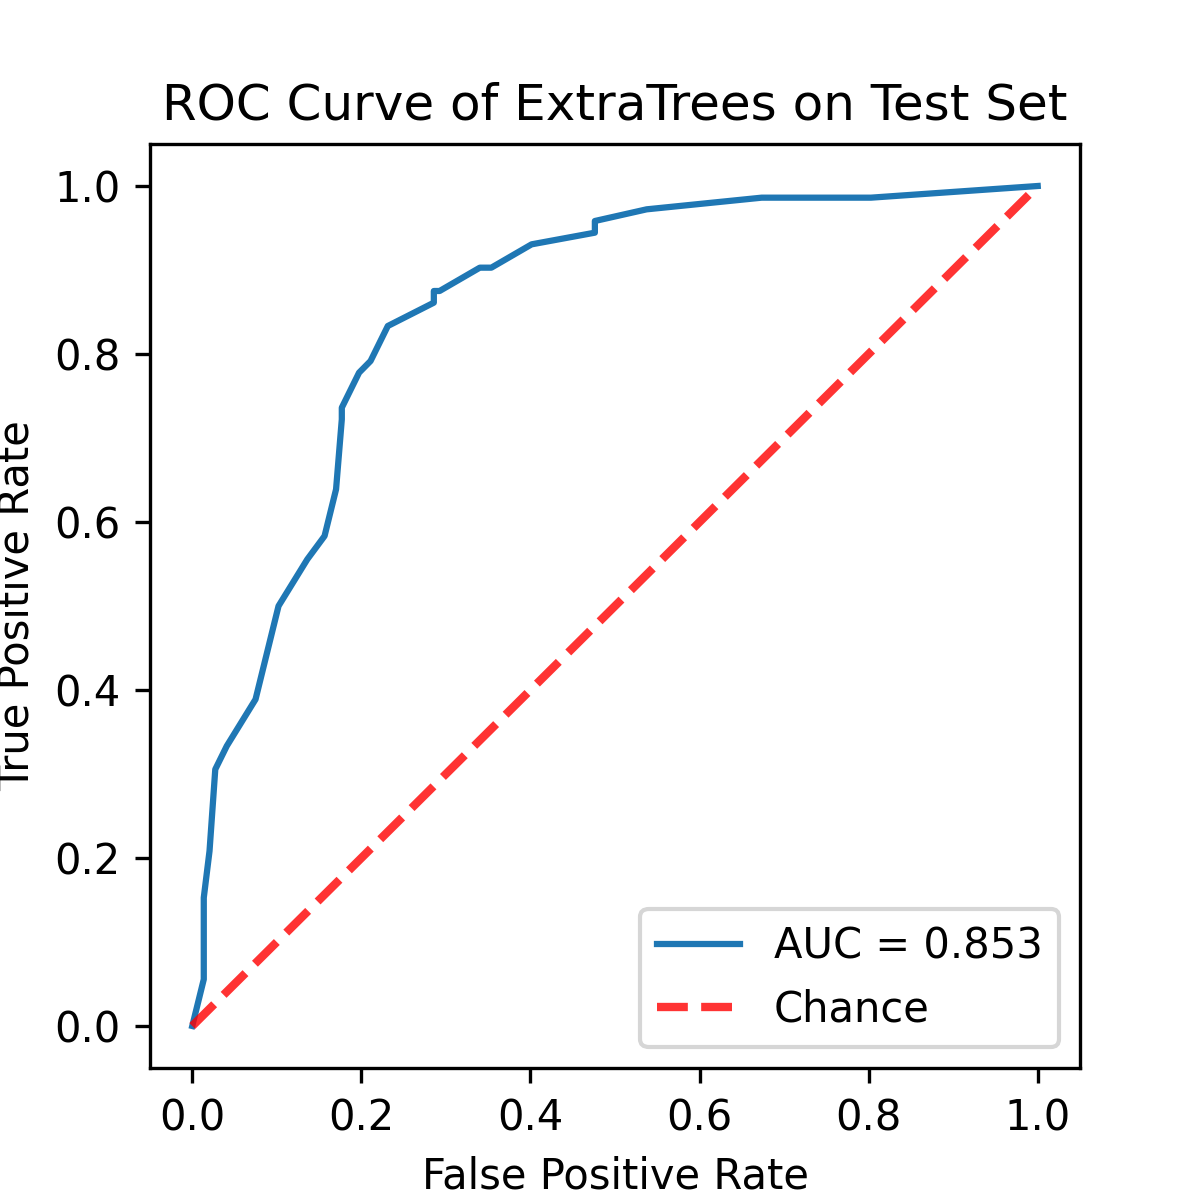 ROC Curve of ExtraTrees on Test Set
True Positive Rate
1.0
0.8
0.6
0.4
0.2
0.0
AUC = 0.853
Chance
0.0 0.2 0.4 0.6 0.8 1.0
False Positive Rate